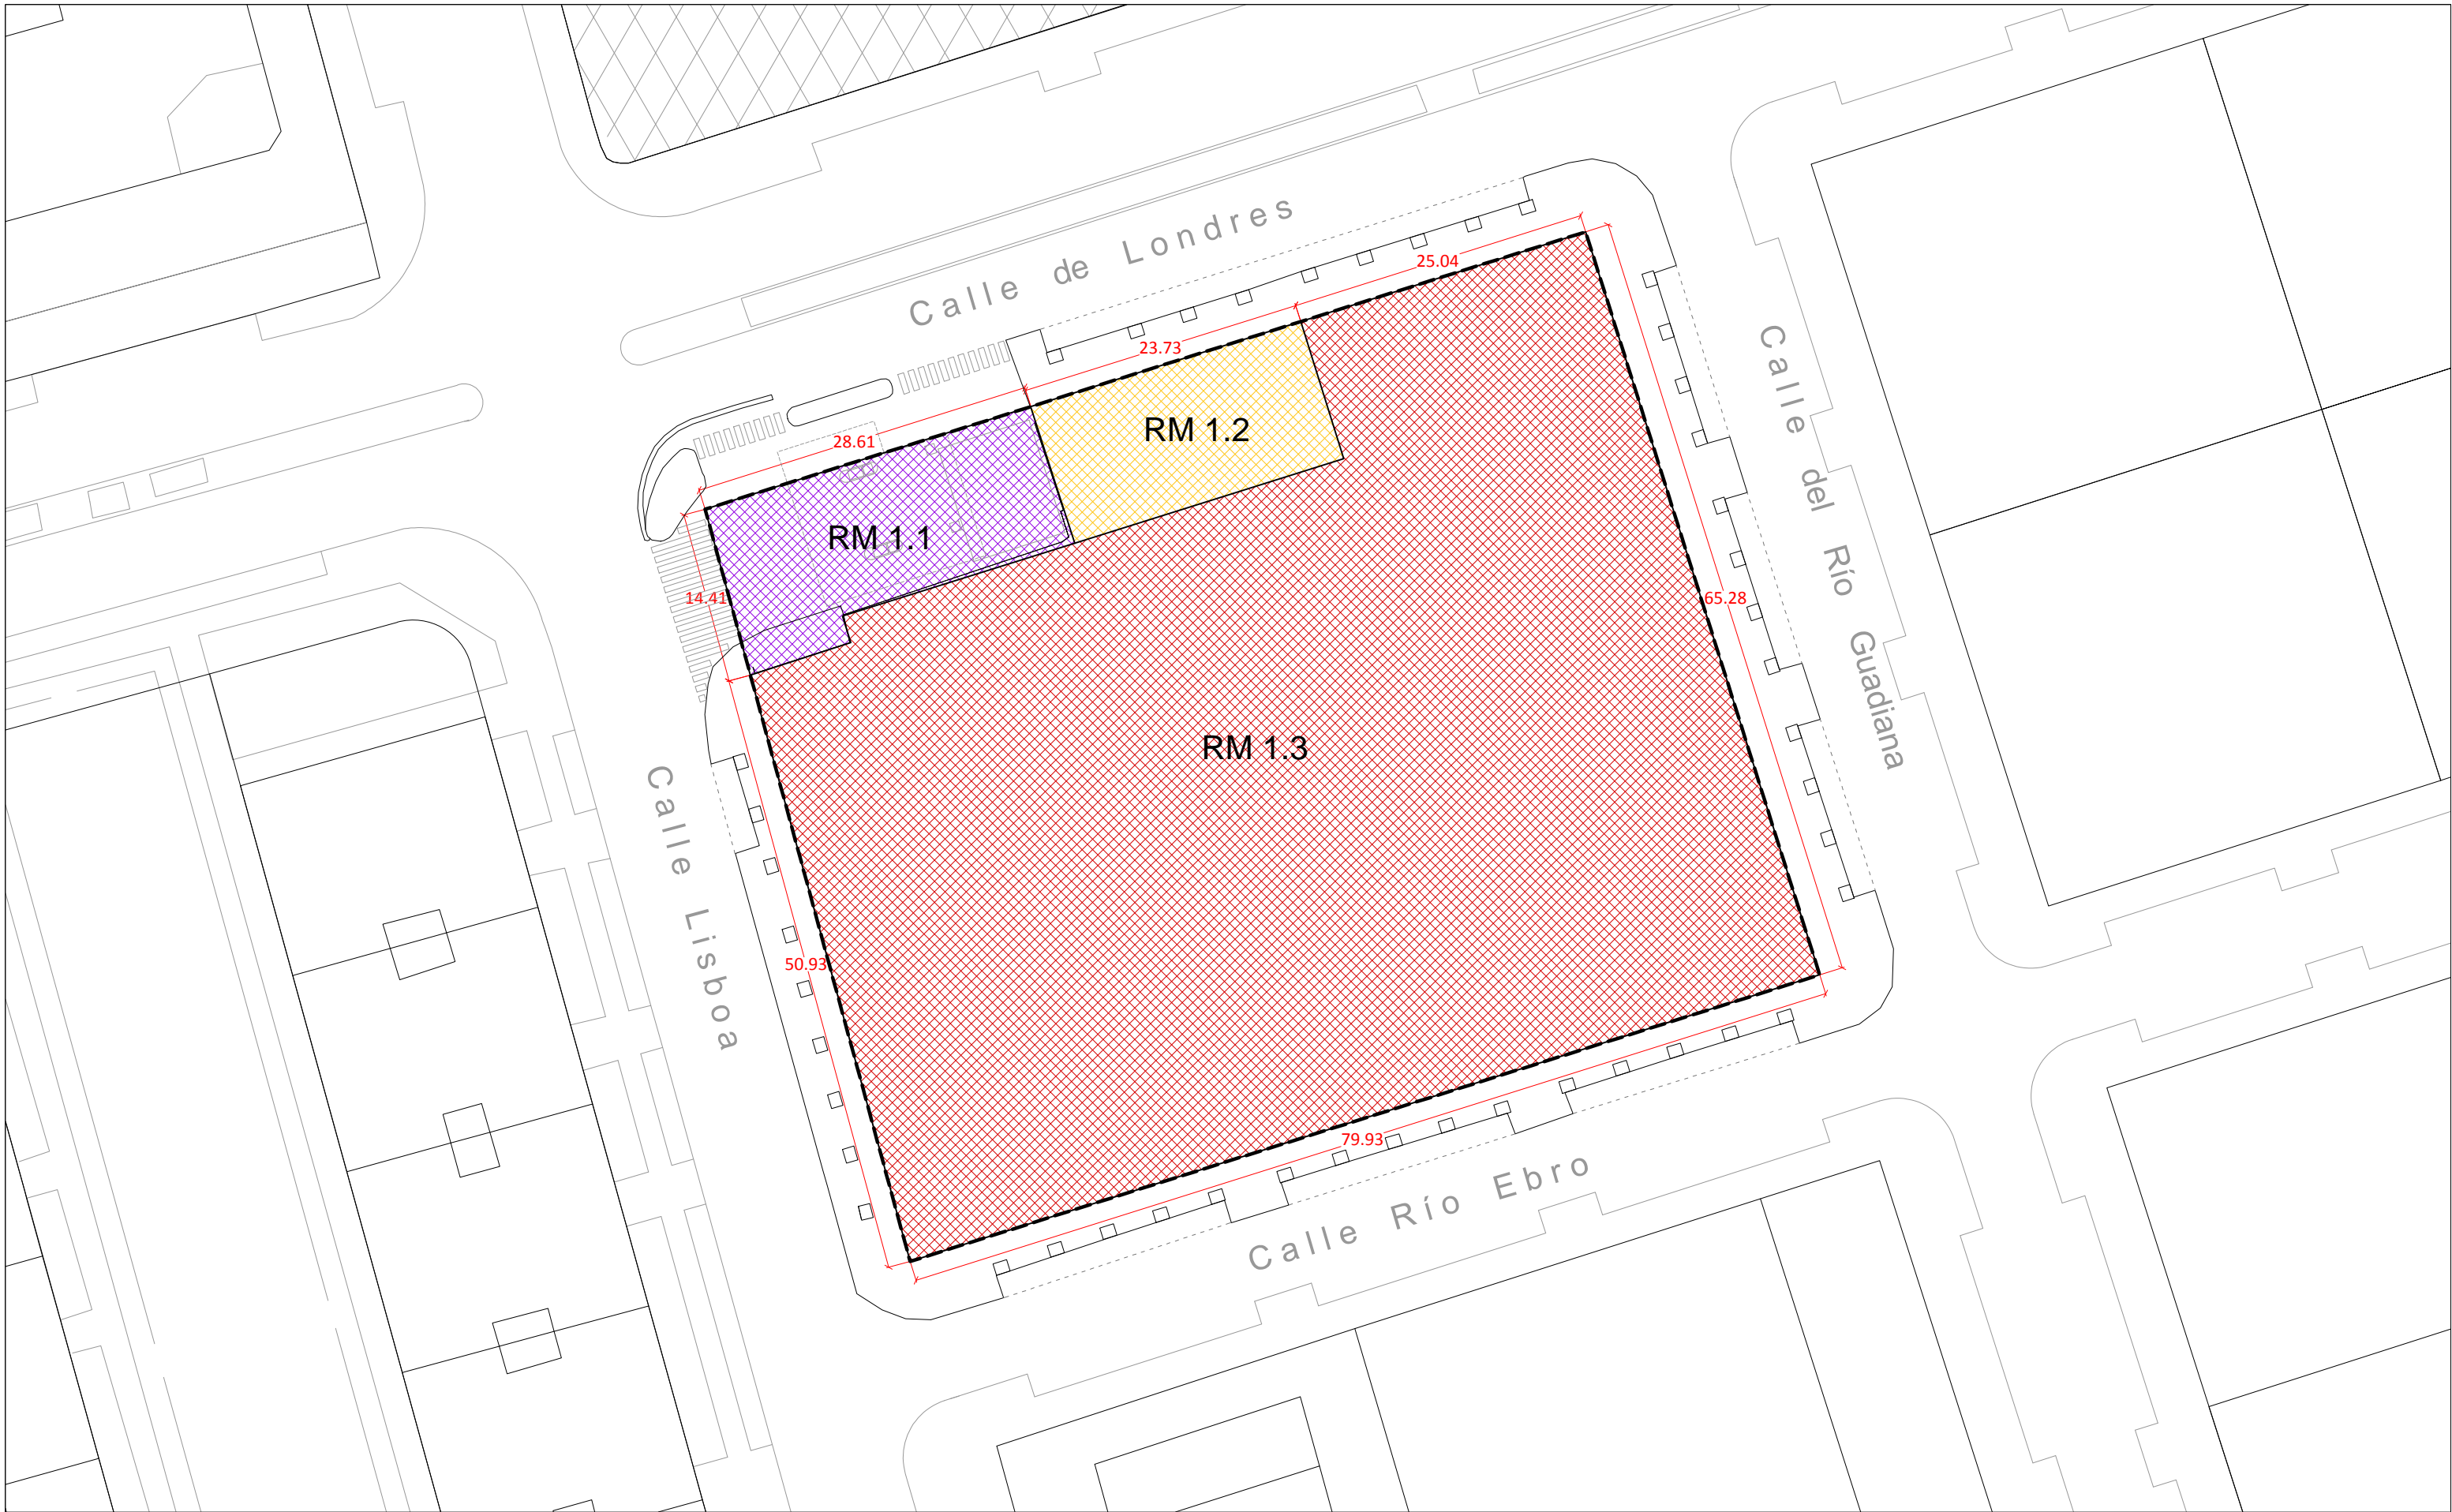 Calle de Londres
25.04
23.73
28.61
RM 1.2
RM 1.1
14.41
65.28
Calle del Río Guadiana
RM 1.3
Calle Lisboa
50.93
79.93
Calle Río Ebro